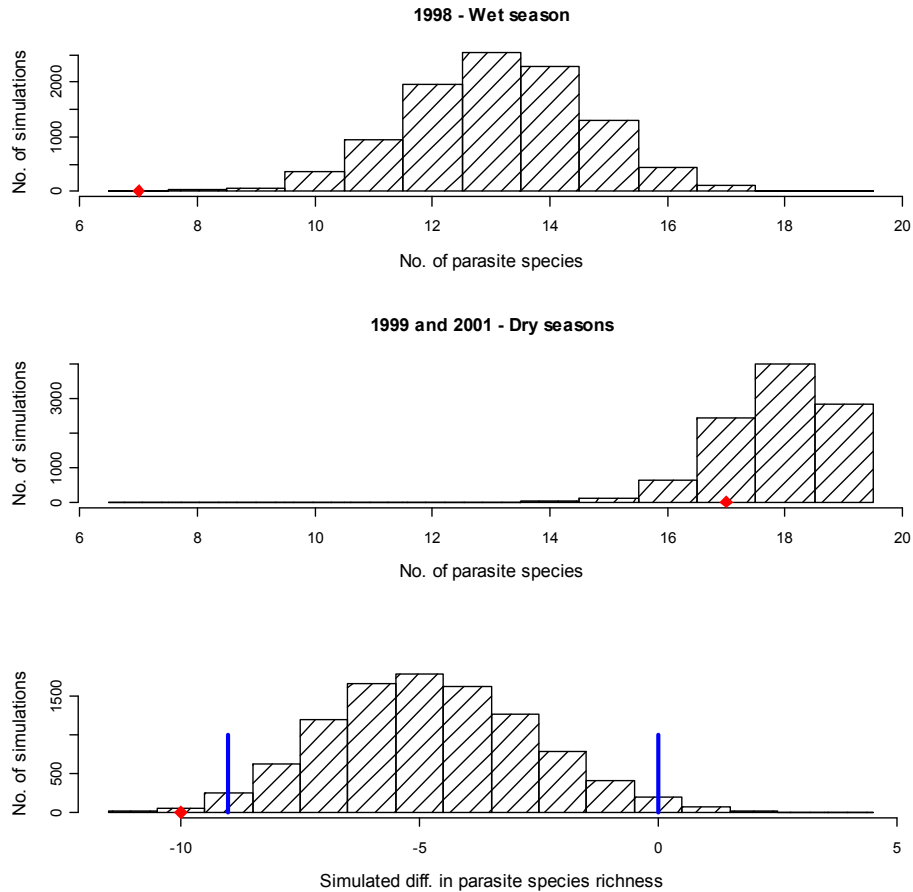 1998 - Wet season
No. of simulations
2000
1000
0
6 8 10 12 14 16 18 20
No. of parasite species
1999 and 2001 - Dry seasons
No. of simulations
3000
1000
0
6 8 10 12 14 16 18 20
No. of parasite species
No. of simulations
1500
500
0
-10 -5 0 5
Simulated diff. in parasite species richness